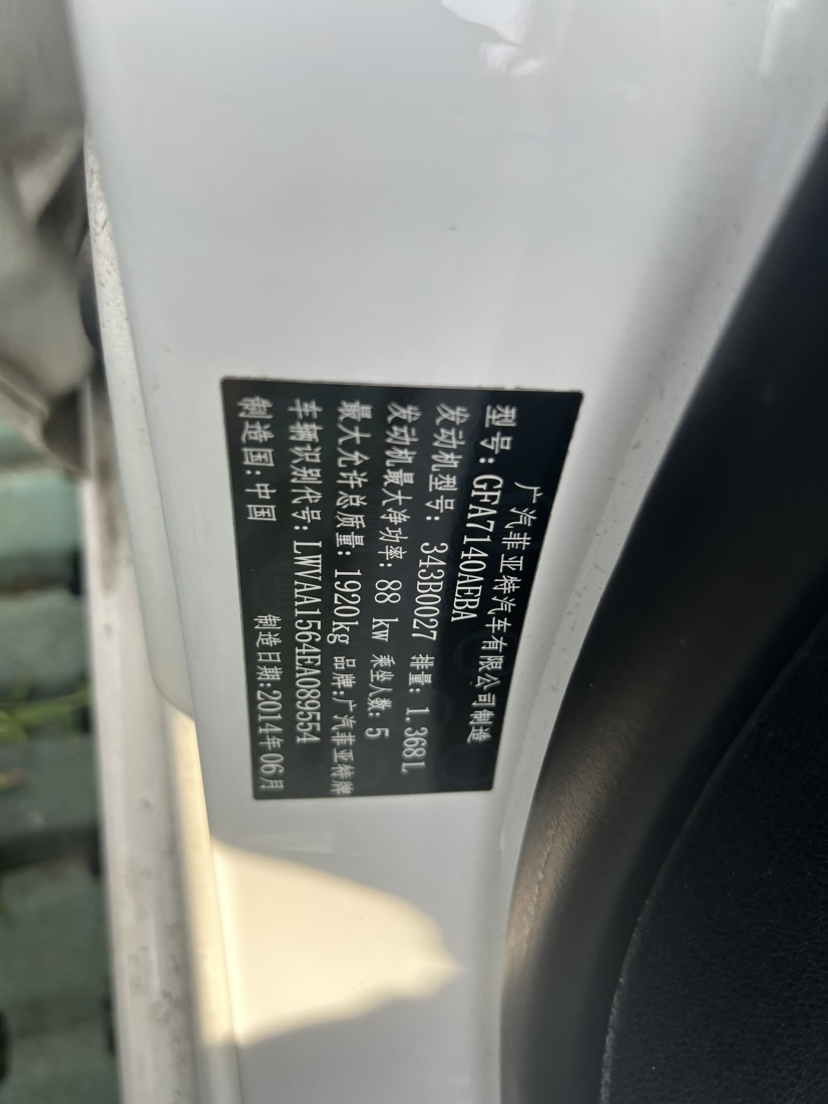 广汽菲亚特汽车有限公司制造
型号: GFA7140AEBA
发动机型号: 343B0027 排量: 1.368L
发动机最大净功率: 88 kw 乘坐人数: 5
最大允许总质量: 1920kg 品牌:广汽菲亚特牌
车辆识别代号: LWVAA1564EA089554
制造国:中国 制造日期:2014年06月